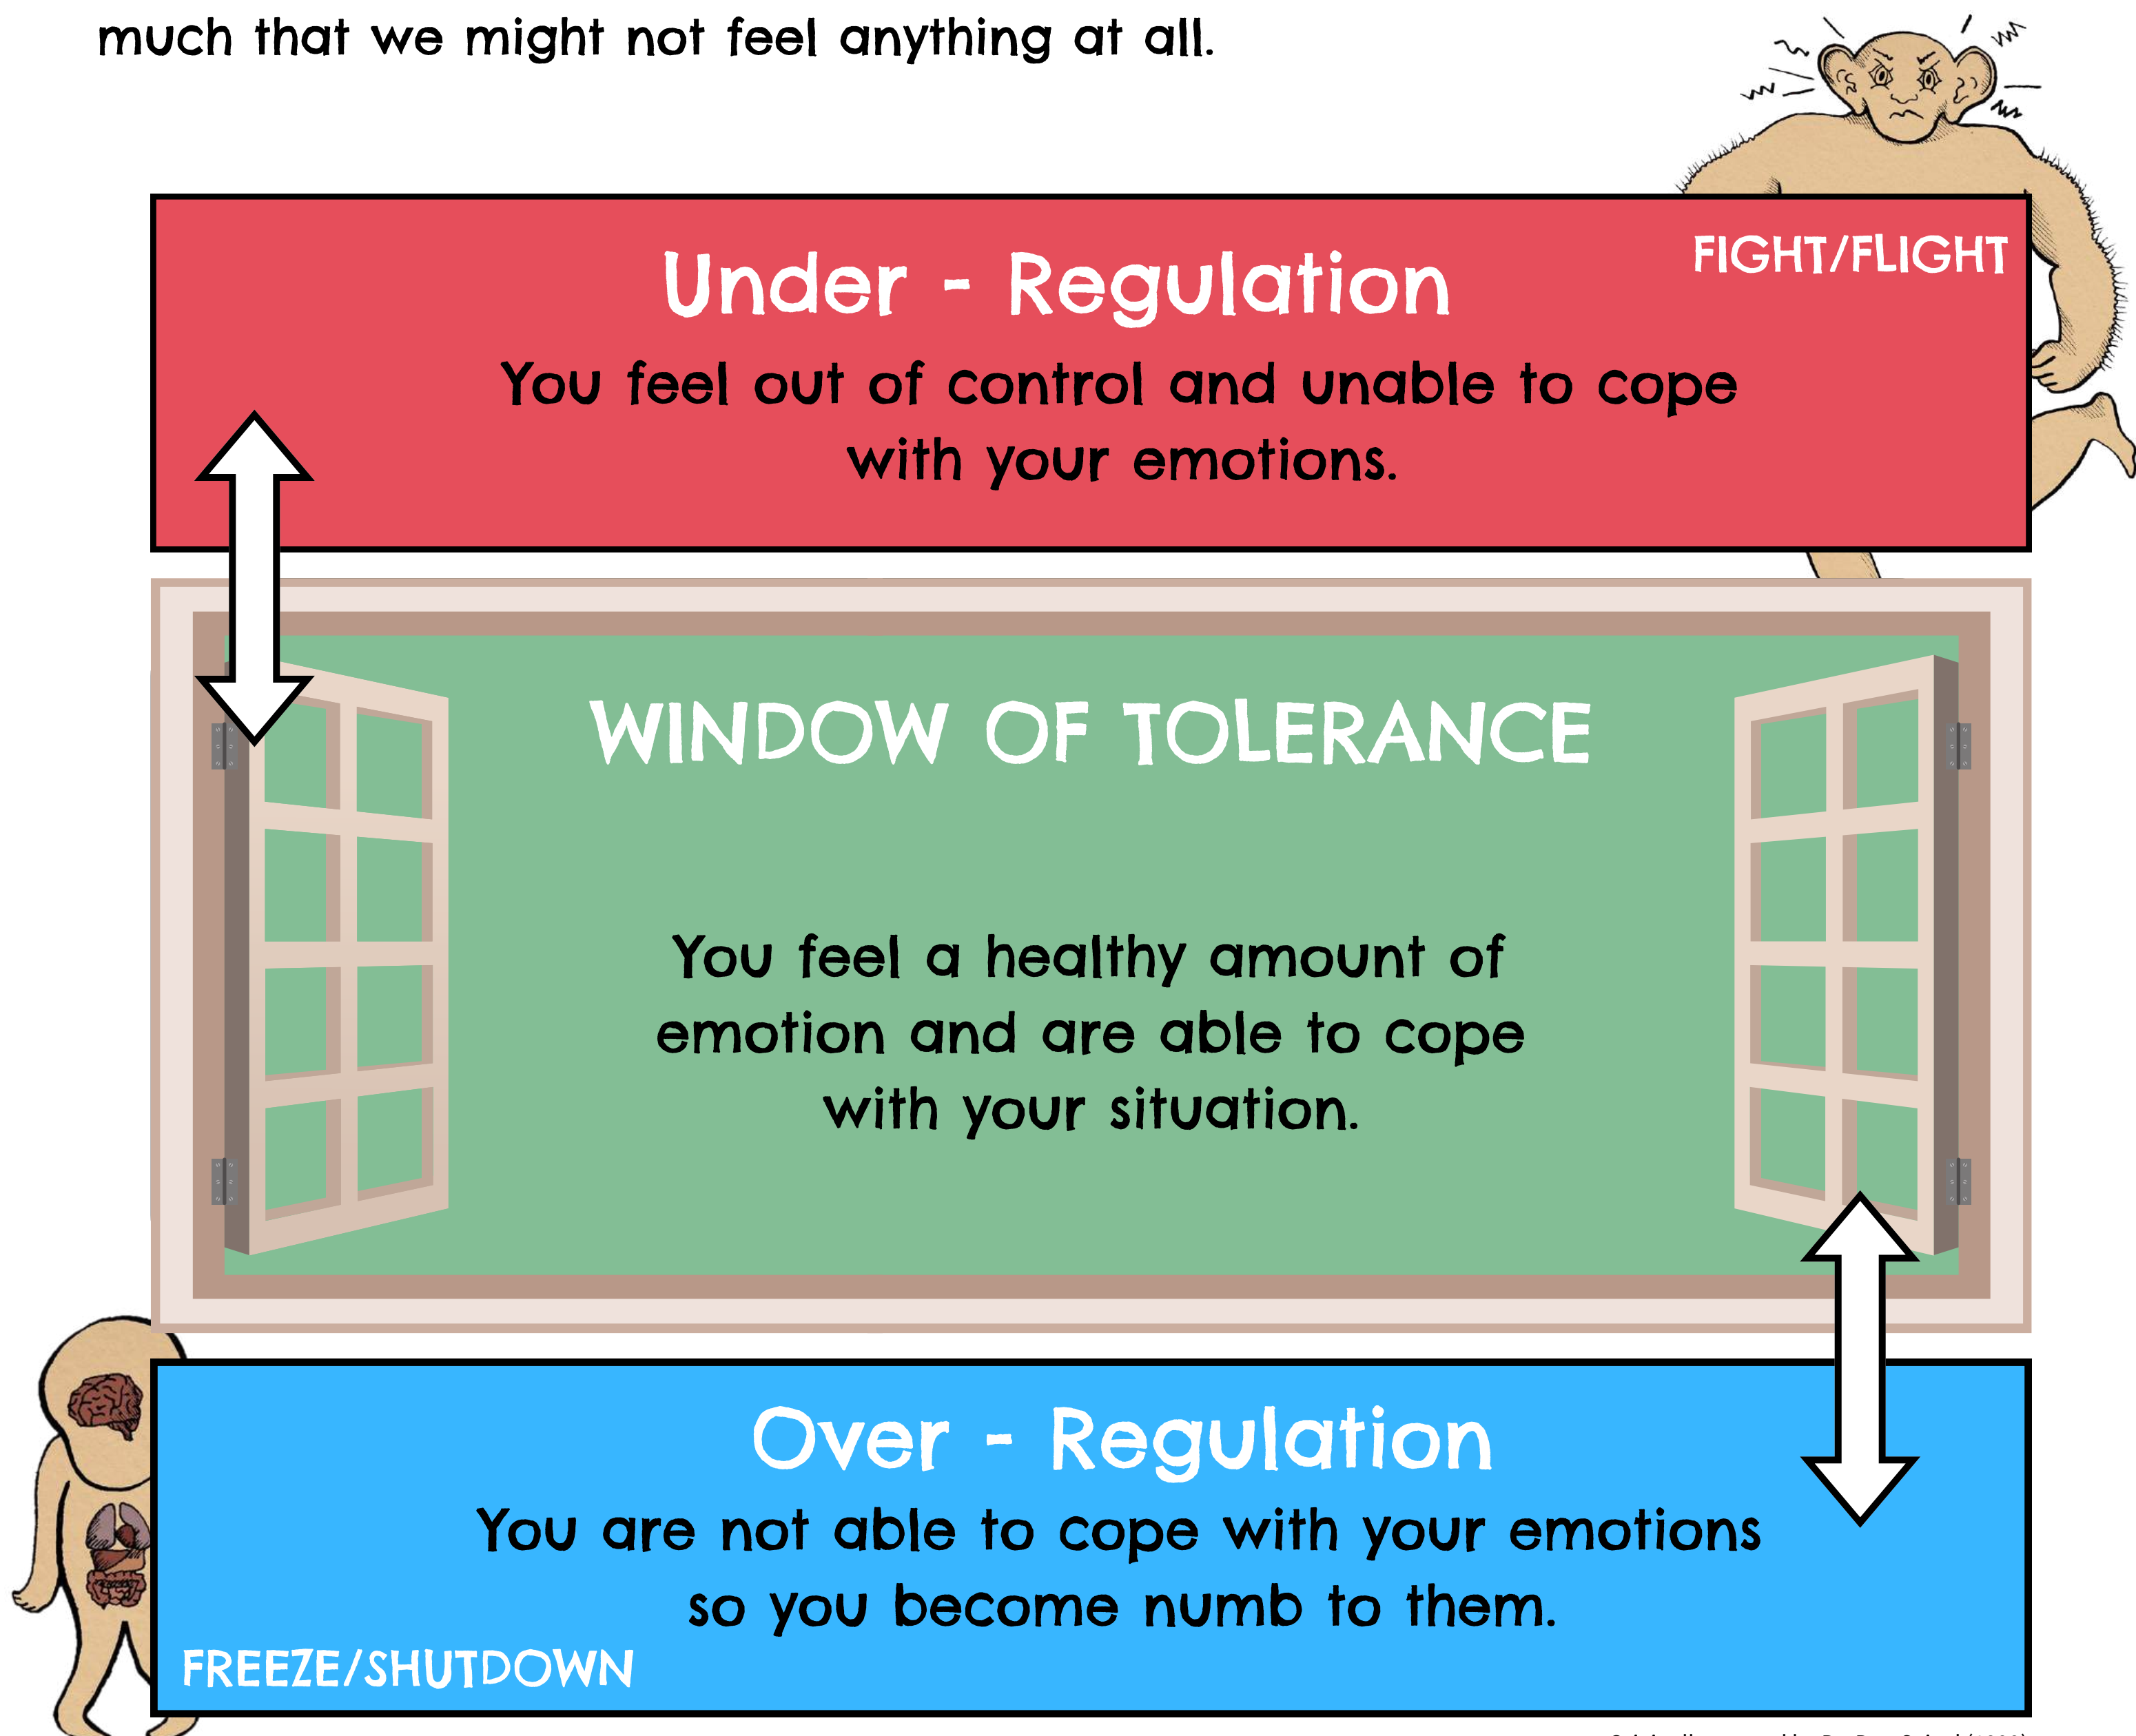 much that we might not feel anything at all.
FIGHT/FLIGHT
Under - Regulation
You feel out of control and unable to cope
with your emotions.
WINDOW OF TOLERANCE
You feel a healthy amount of
emotion and are able to cope
with your situation.
Over - Regulation
You are not able to cope with your emotions
so you become numb to them.
FREEZE/SHUTDOWN